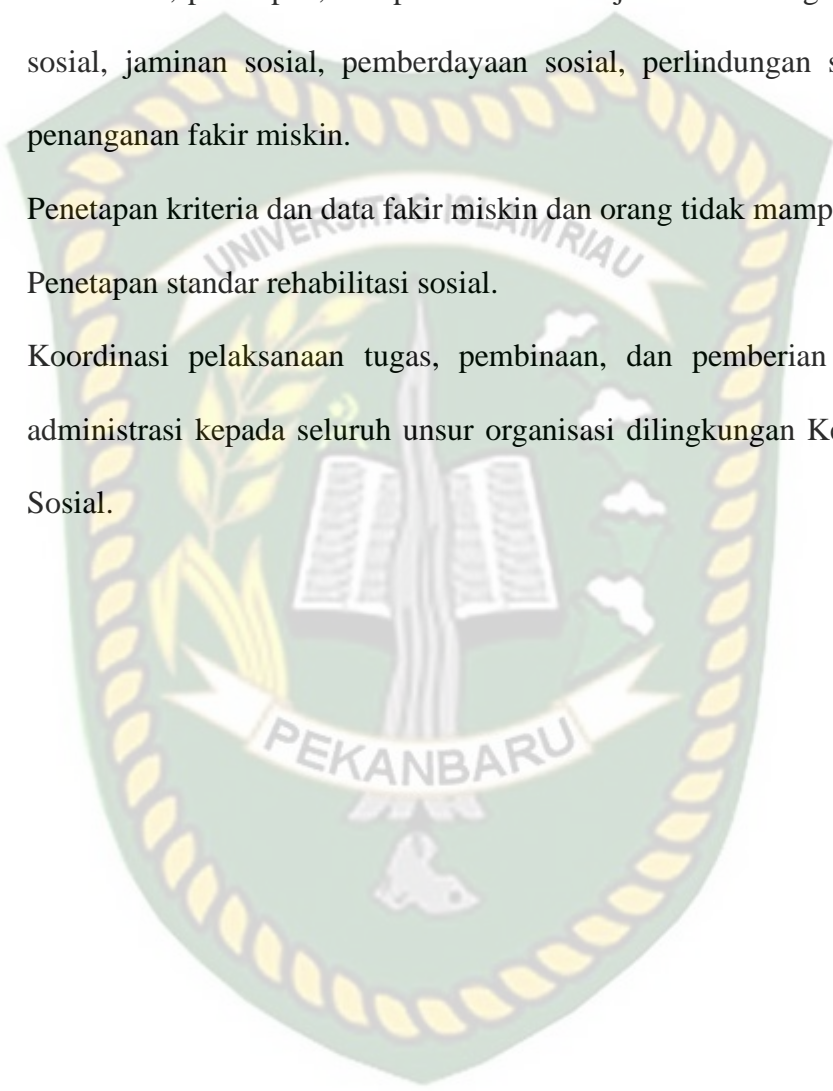 sosial, jaminan sosial, pemberdayaan sosial, perlindungan
penanganan fakir miskin.
Penetapan kriteria dan data fakir miskin dan orang tidak
UNIVERSITAS ISLAM RIAU
Penetapan standar rehabilitasi sosial.
Koordinasi pelaksanaan tugas, pembinaan, dan pemberian
administrasi kepada seluruh unsur organisasi dilingkungan
Sosial.
PEKANBARU